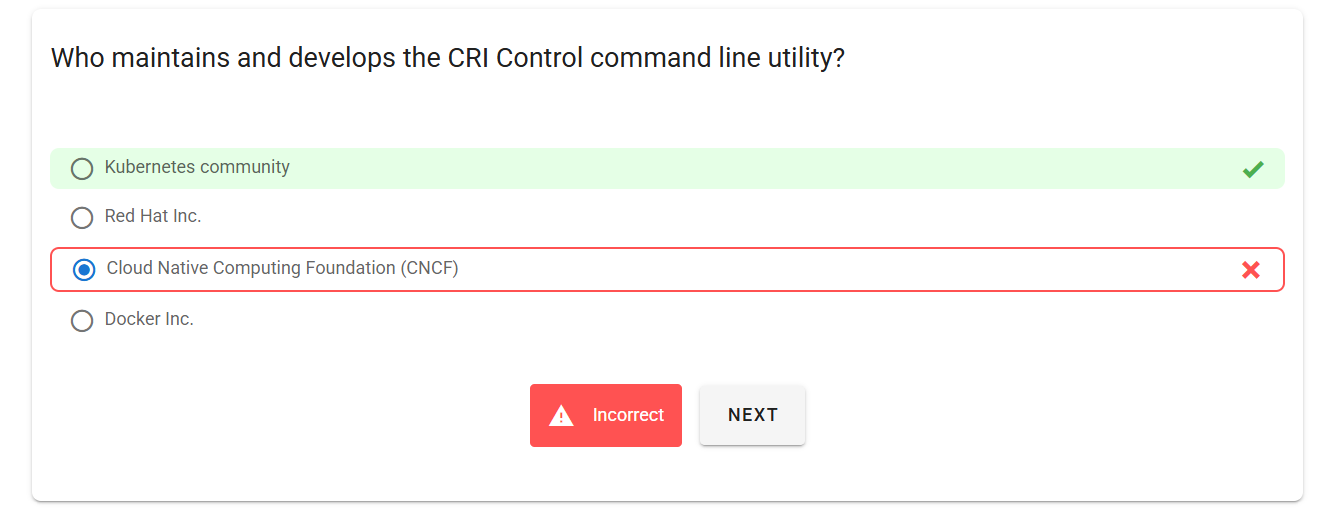 Who maintains and develops the CRI Control command line utility?
Kubernetes community
Red Hat Inc.
Cloud Native Computing Foundation (CNCF)
Docker Inc.
Incorrect
NEXT